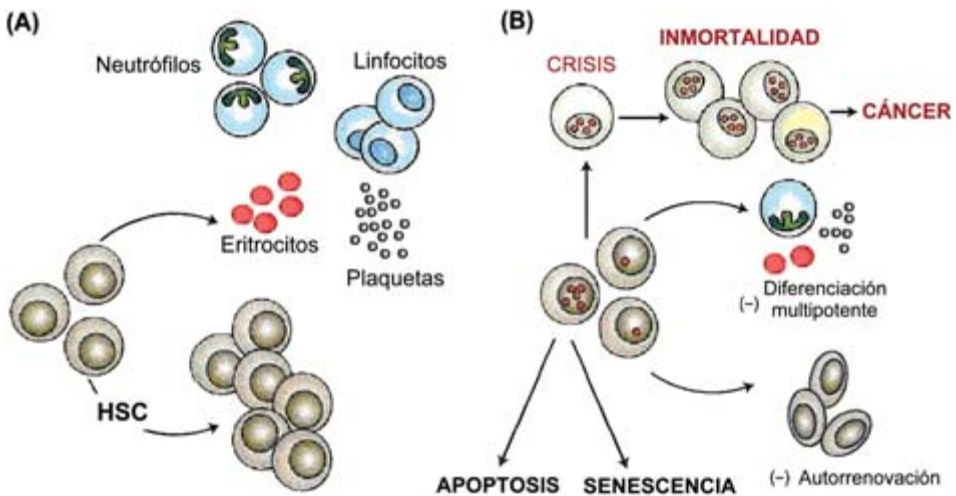 (A)
Neutrófilos
Linfocitos
Eritrocitos
Plaquetas
HSC
(B)
CRISIS
INMORTALIDAD
CÁNCER
(-) Diferenciación
multipotente
(-) Autorrenovación
APOPTOSIS
SENESCENCIA